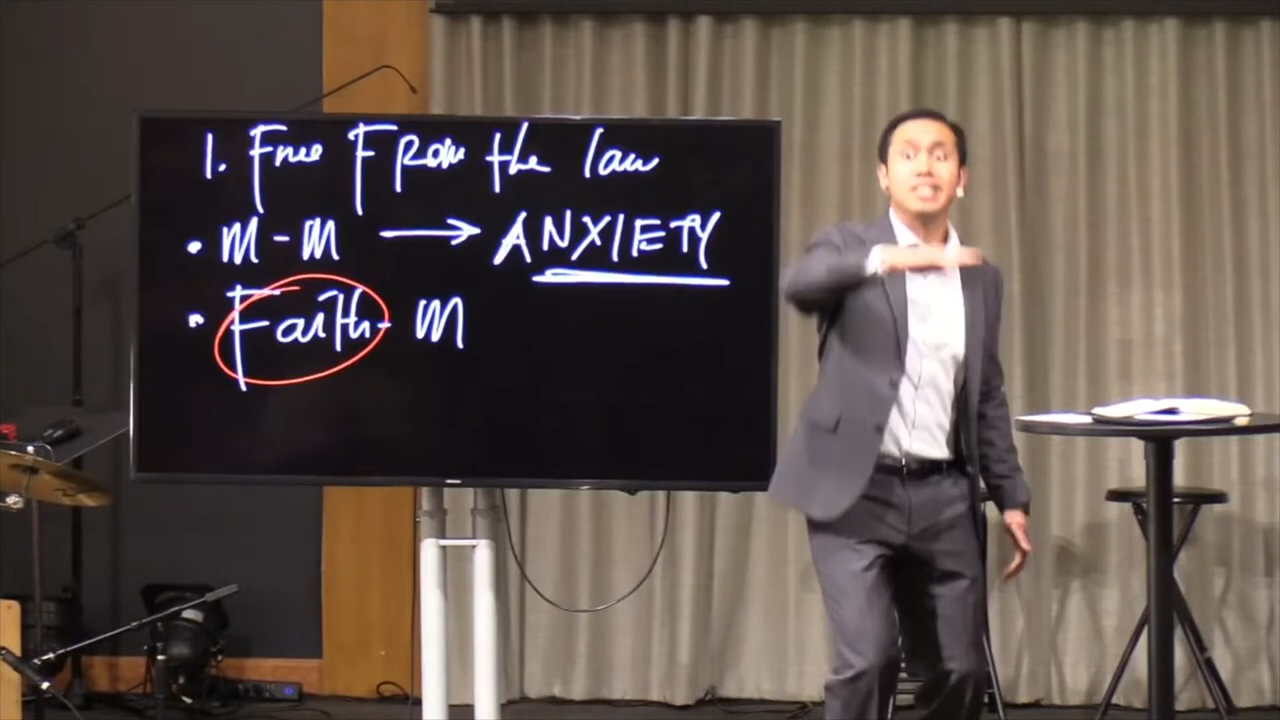 1. Free From the law
• M-M → ANXIETY
• Faith- M